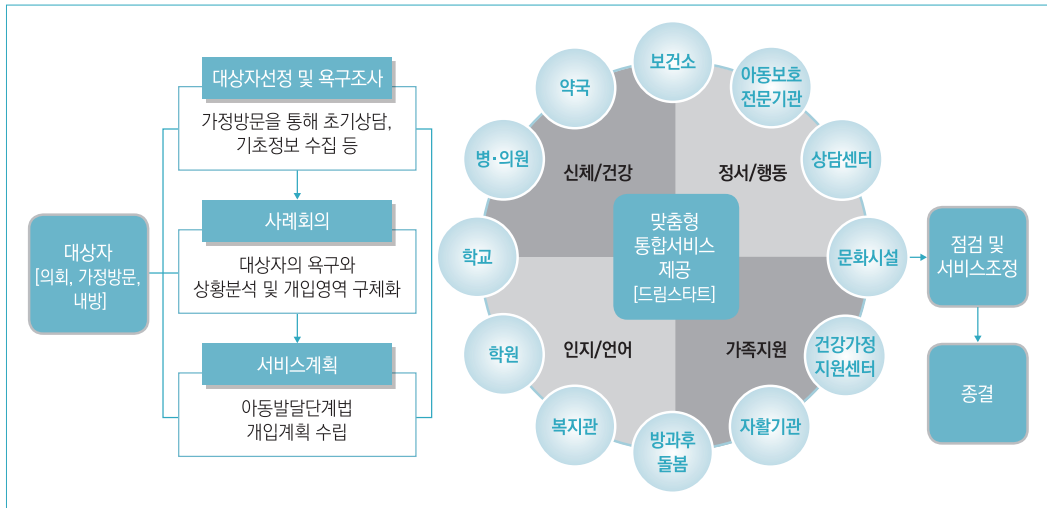 대상자
[의회, 가정방문,
내방]
대상자선정 및 욕구조사
가정방문을 통해 초기상담,
기초정보 수집 등
사례회의
대상자의 욕구와
상황분석 및 개입영역 구체화
서비스계획
아동발달단계법
개입계획 수립
보건소
아동보호
전문기관
상담센터
문화시설
건강가정
지원센터
자활기관
방과후
돌봄
복지관
학원
학교
병·의원
약국
신체/건강
정서/행동
인지/언어
가족지원
맞춤형
통합서비스
제공
[드림스타트]
점검 및
서비스조정
종결